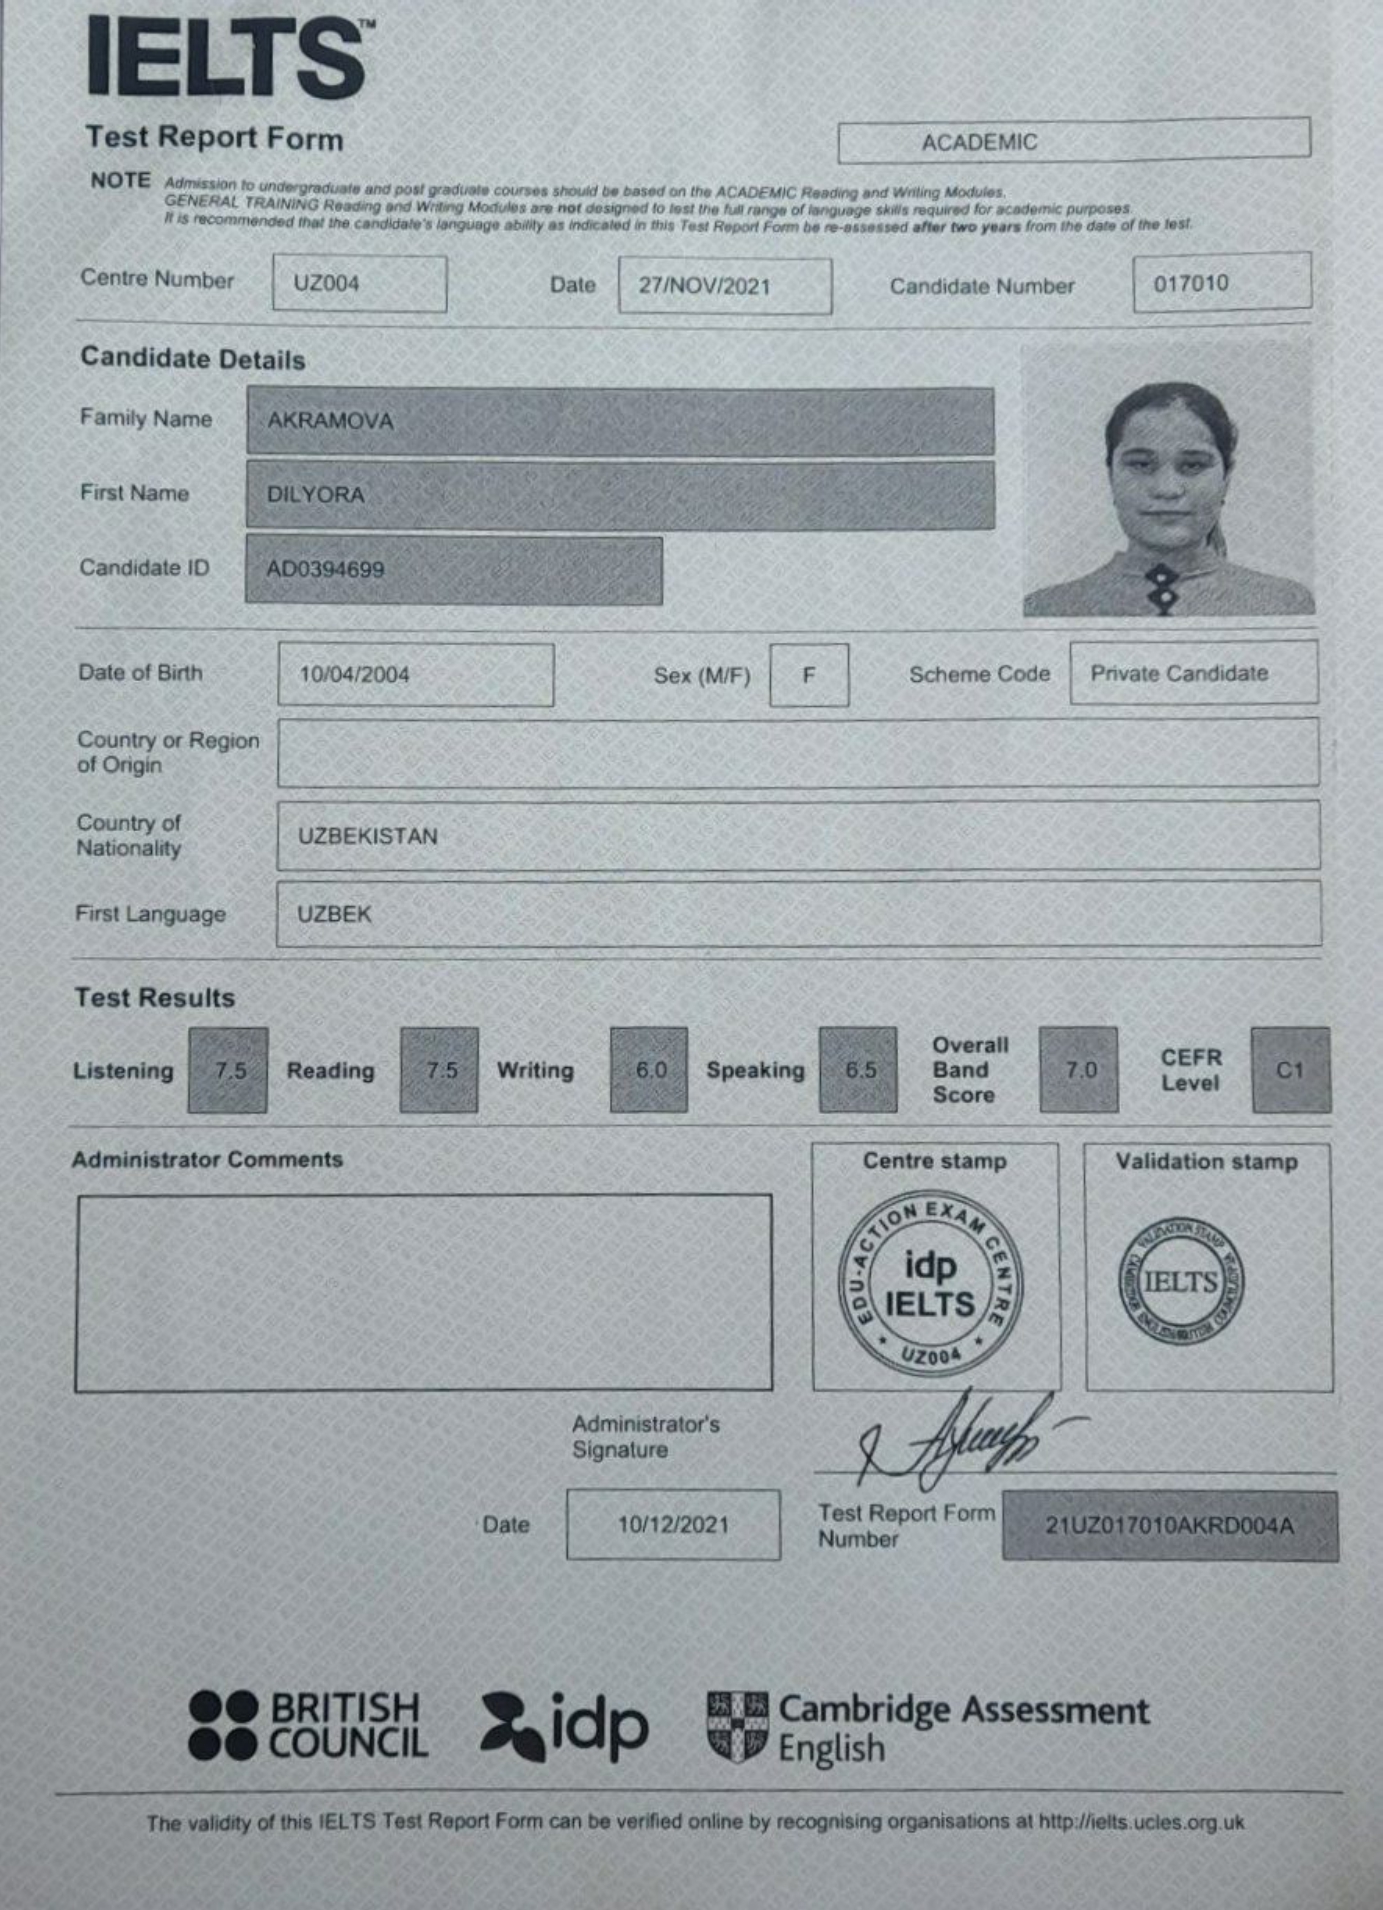 IELTS™
Test Report Form
ACADEMIC
NOTE Admission to undergraduate and post graduate courses should be based on the ACADEMIC Reading and Writing Modules.
GENERAL TRAINING Reading and Writing Modules are not designed to test the full range of language skills required for academic purposes.
It is recommended that the candidate's language ability as indicated in this Test Report Form be re-assessed after two years from the date of the test.
Centre Number UZ004 Date 27/NOV/2021 Candidate Number 017010
Candidate Details
Family Name AKRAMOVA
First Name DILYORA
Candidate ID AD0394699
Date of Birth 10/04/2004 Sex (M/F) F Scheme Code Private Candidate
Country or Region
of Origin
Country of
Nationality UZBEKISTAN
First Language UZBEK
Test Results
Listening 7.5 Reading 7.5 Writing 6.0 Speaking 6.5 Overall Band Score 7.0 CEFR Level C1
Administrator Comments
Centre stamp
EDU-ACTION EXAM CENTRE
idp
IELTS
UZ004
Validation stamp
VALIDATION STAMP
IELTS
Administrator's
Signature
Date 10/12/2021
Test Report Form
Number 21UZ017010AKRD004A
BRITISH
COUNCIL
idp
Cambridge Assessment
English
The validity of this IELTS Test Report Form can be verified online by recognising organisations at http://ielts.ucles.org.uk